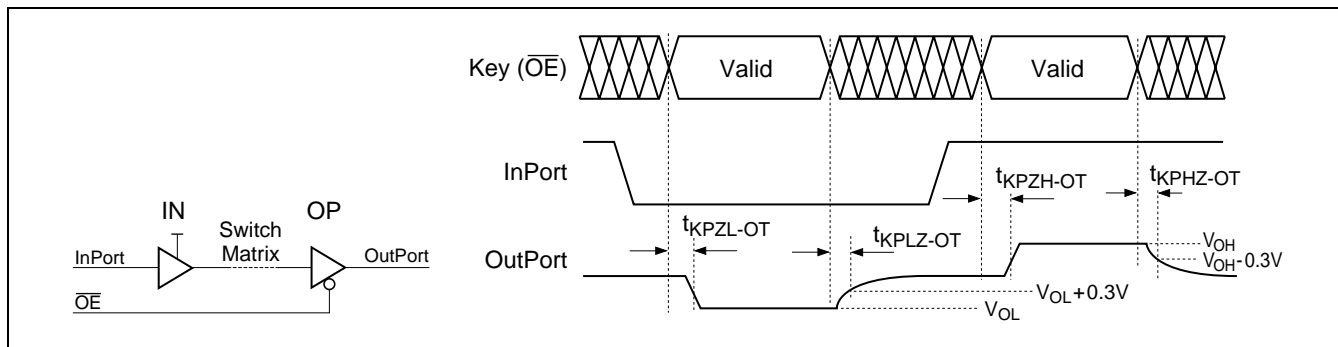 IN
OP
Switch
Matrix
InPort
OutPort
OE
Key (OE)
Valid
Valid
InPort
tKPZH-OT
tKPHZ-OT
tKPZL-OT
tKPLZ-OT
OutPort
VOH
VOH-0.3V
VOL+0.3V
VOL